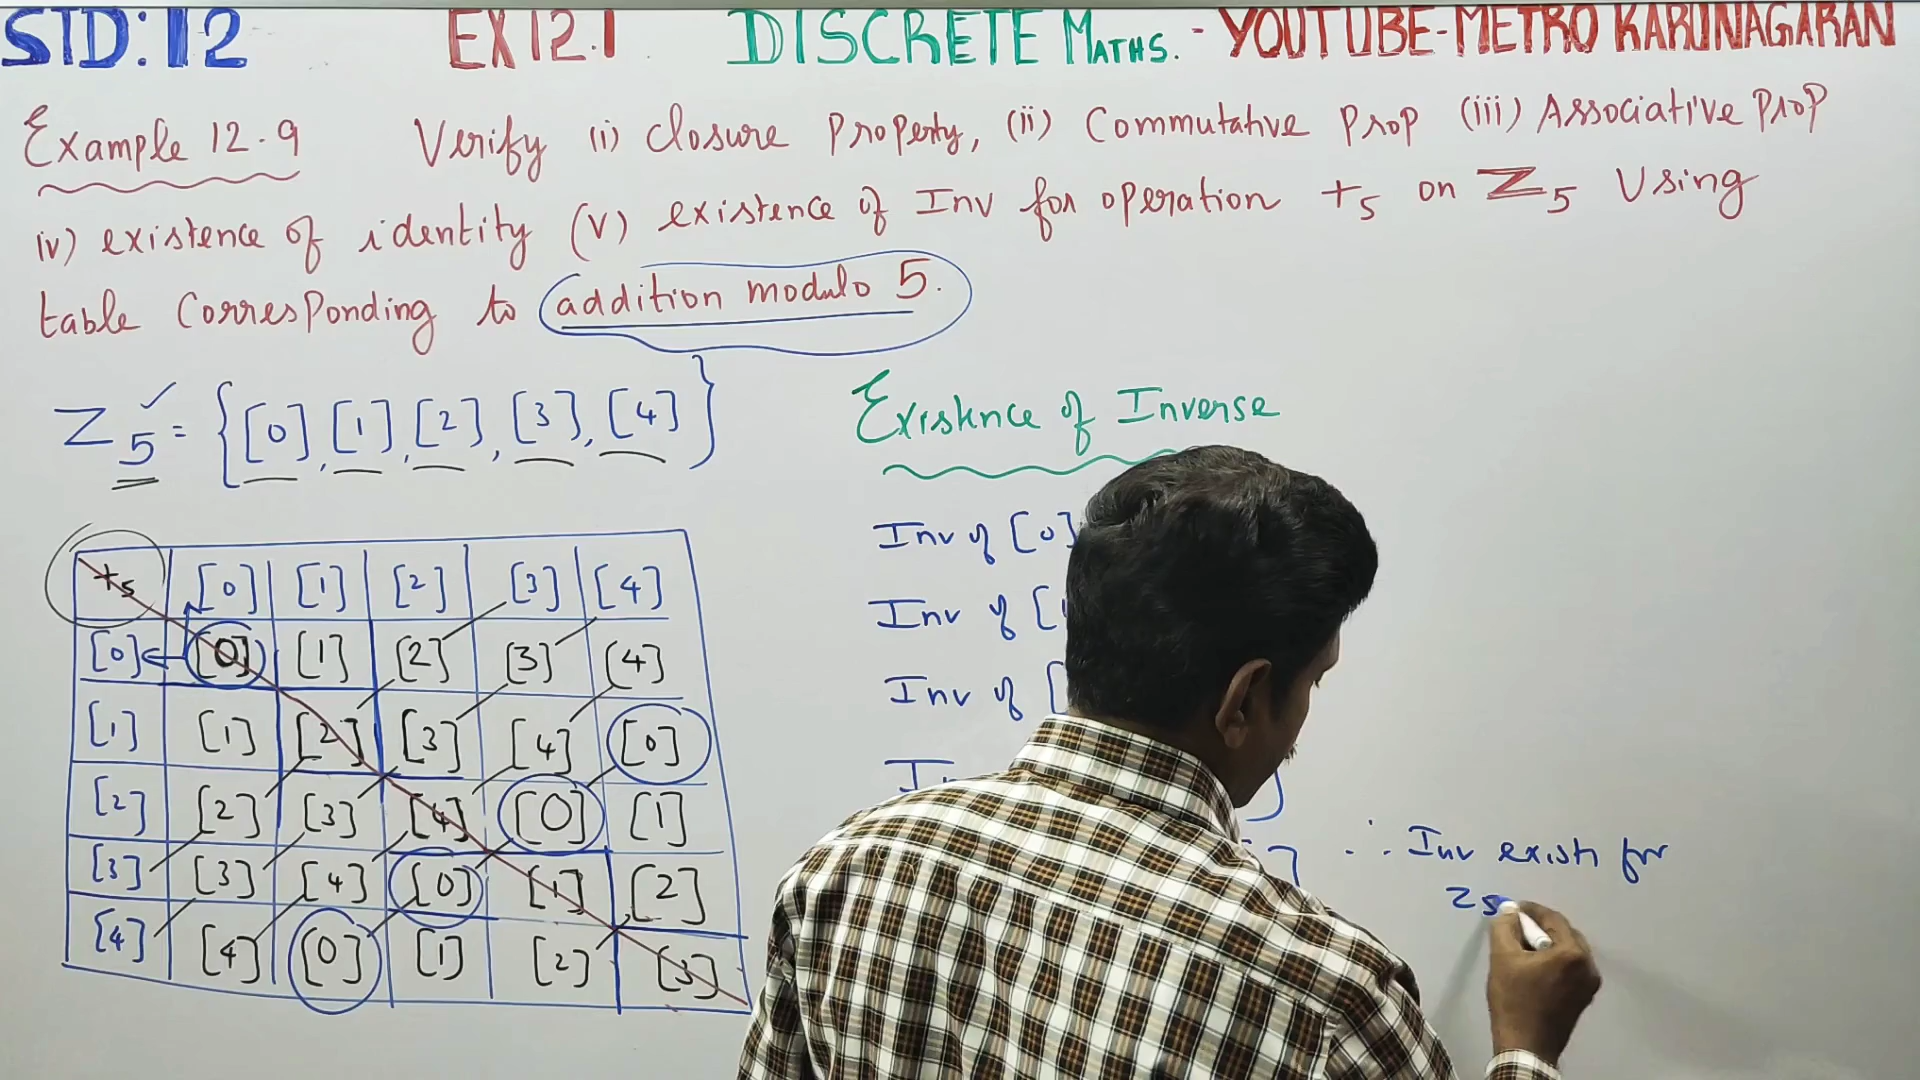 STD: 12 EX 12.1 DISCRETE MATHS. - YOUTUBE-METRO KARUNAGARAN
Example 12.9 Verify (i) Closure Property, (ii) Commutative Prop (iii) Associative Prop
iv) existence of identity (v) existence of Inv for operation +5 on Z5 Using
table Corresponding to addition modulo 5.
Z5 = {[0], [1], [2], [3], [4]}
+5 [0] [1] [2] [3] [4]
[0] [0] [1] [2] [3] [4]
[1] [1] [2] [3] [4] [0]
[2] [2] [3] [4] [0] [1]
[3] [3] [4] [0] [1] [2]
[4] [4] [0] [1] [2] [3]
Existence of Inverse
Inv of [0]
Inv of [
Inv of [
∴ Inv exist for
Z5